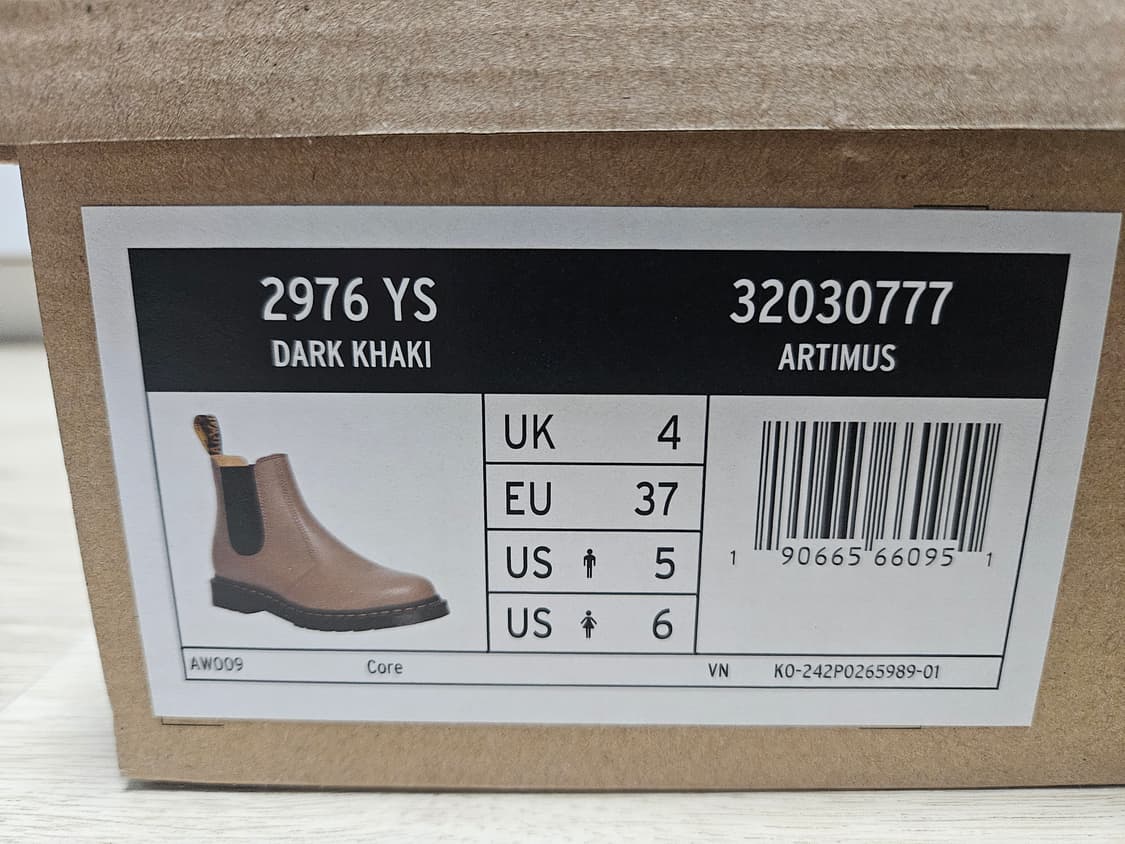 2976 YS
DARK KHAKI
32030777
ARTIMUS
UK 4
EU 37
US 5
US 6
1 90665 66095 1
AW009 Core VN KO-242P0265989-01